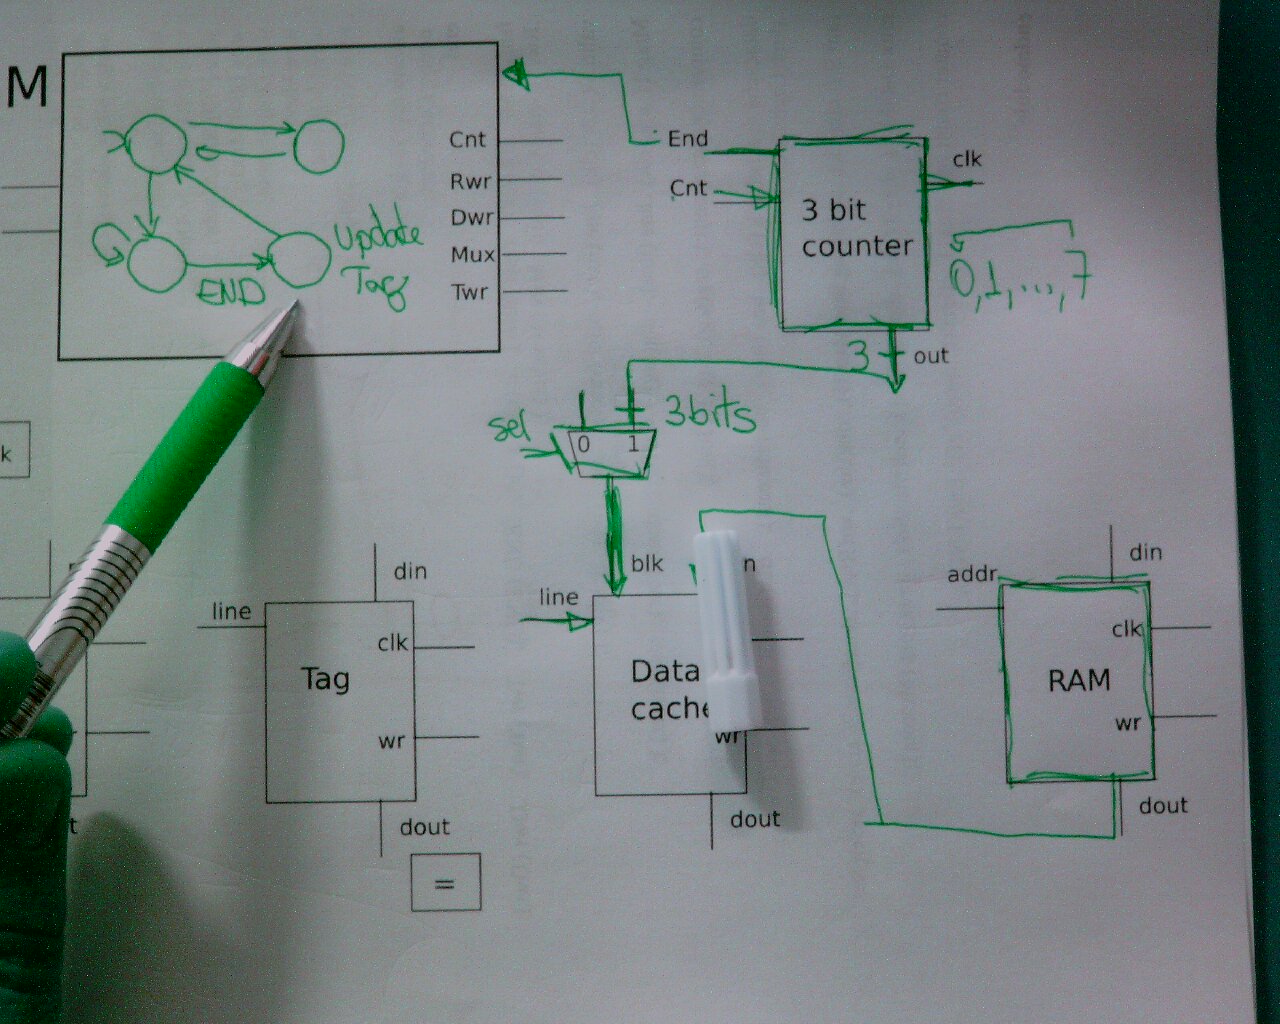 M
Cnt
Rwr
Dwr
Mux
Twr
Update
Tag
END
End
Cnt
3 bit
counter
clk
0,1,...,7
3
out
sel
0 1
3bits
k
line
din
clk
Tag
wr
dout
=
blk
line
n
Data
cache
wr
dout
addr
din
clk
RAM
wr
dout
t